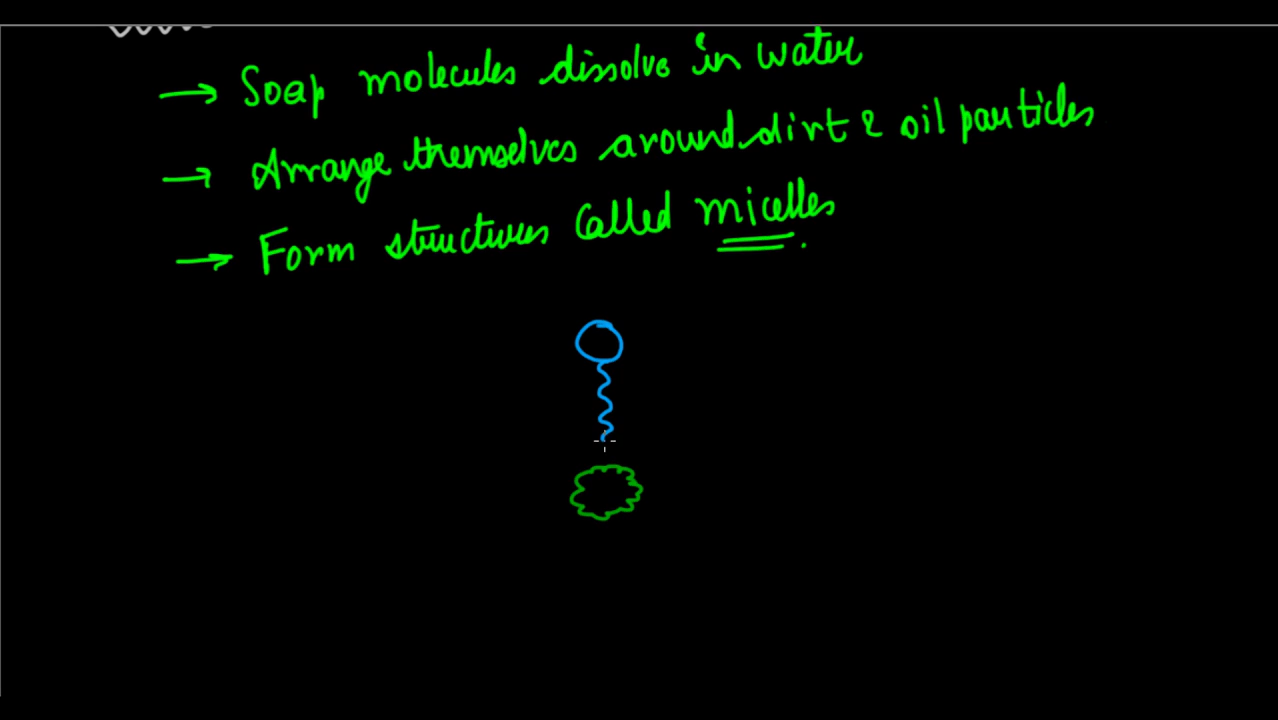 → Soap molecules dissolve in water
→ Arrange themselves around dirt & oil particles
→ Form structures called micelles.